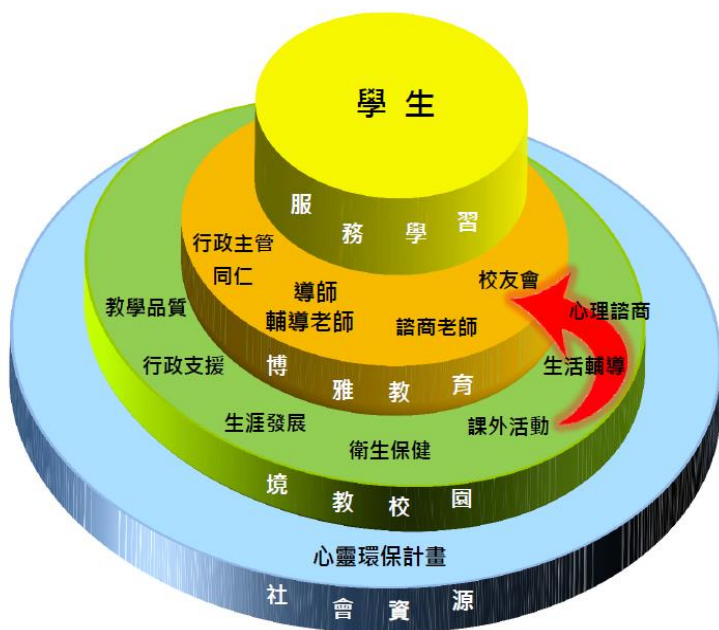 學 生
服務學習
行政主管
同仁
導師
輔導老師
諮商老師
校友會
博雅教育
教學品質
行政支援
生涯發展
衛生保健
課外活動
生活輔導
心理諮商
境教校園
心靈環保計畫
社會資源